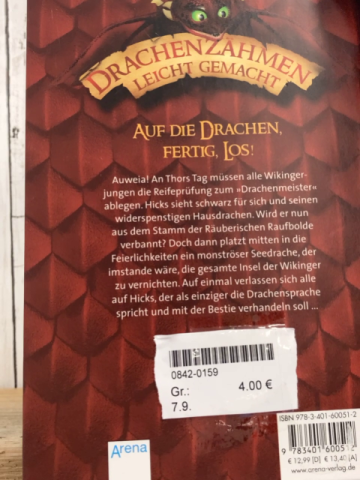 DRACHENZÄHMEN
LEICHT GEMACHT
AUF DIE DRACHEN,
FERTIG, LOS!
Auweia! An Thors Tag müssen alle Wikinger-
jungen die Reifeprüfung zum »Drachenmeister«
ablegen. Hicks sieht schwarz für sich und seinen
widerspenstigen Hausdrachen. Wird er nun
aus dem Stamm der Räuberischen Raufbolde
verbannt? Doch dann platzt mitten in die
Feierlichkeiten ein monströser Seedrache, der
imstande wäre, die gesamte Insel der Wikinger
zu vernichten. Auf einmal verlassen sich alle
auf Hicks, der als einziger die Drachensprache
spricht und mit der Bestie verhandeln soll ...
0842-0159
Gr.: 4.00 €
7.9.
ISBN 978-3-401-60051-2
9 783401 600512
€ 12,99 [D] € 13,40 [A]
www.arena-verlag.de
Arena